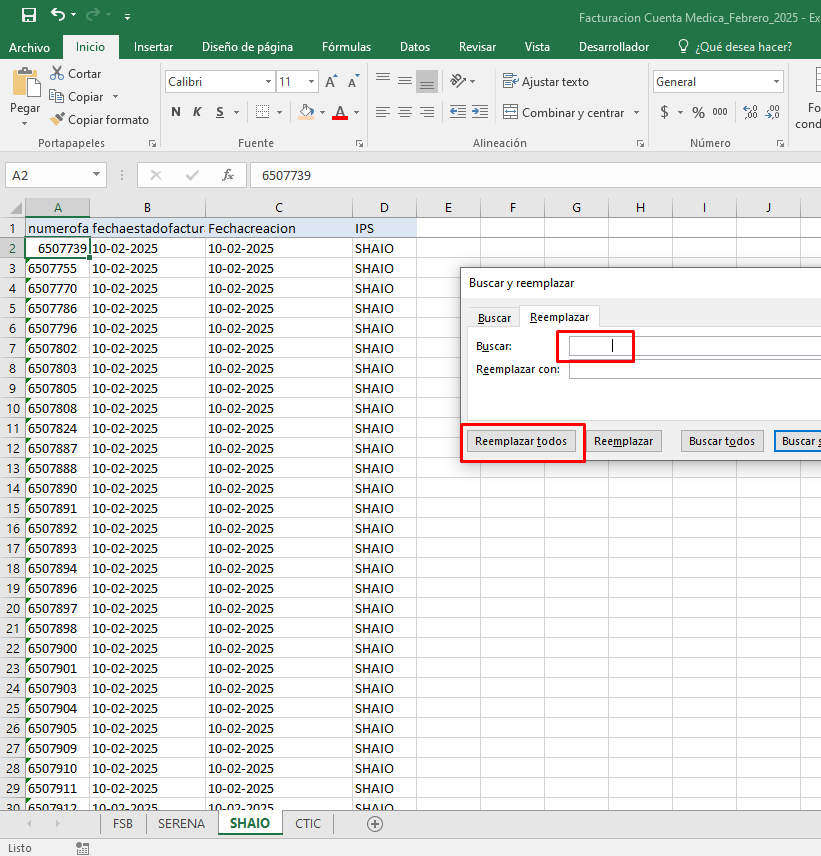 Facturacion Cuenta Medica_Febrero_2025 - Ex
Archivo Inicio Insertar Diseño de página Fórmulas Datos Revisar Vista Desarrollador ¿Qué desea hacer?
Pegar
Cortar
Copiar
Copiar formato
Portapapeles
Calibri 11
N K S
Fuente
Ajustar texto
Combinar y centrar
Alineación
General
$ % 000
Número
Fo
cond
A2 fx 6507739
A B C D E F G H I J
1 numerofa fechaestadofactura Fechacreacion IPS
2 6507739 10-02-2025 10-02-2025 SHAIO
3 6507755 10-02-2025 10-02-2025 SHAIO
4 6507770 10-02-2025 10-02-2025 SHAIO
5 6507786 10-02-2025 10-02-2025 SHAIO
6 6507796 10-02-2025 10-02-2025 SHAIO
7 6507802 10-02-2025 10-02-2025 SHAIO
8 6507803 10-02-2025 10-02-2025 SHAIO
9 6507805 10-02-2025 10-02-2025 SHAIO
10 6507808 10-02-2025 10-02-2025 SHAIO
11 6507824 10-02-2025 10-02-2025 SHAIO
12 6507887 10-02-2025 10-02-2025 SHAIO
13 6507888 10-02-2025 10-02-2025 SHAIO
14 6507890 10-02-2025 10-02-2025 SHAIO
15 6507891 10-02-2025 10-02-2025 SHAIO
16 6507892 10-02-2025 10-02-2025 SHAIO
17 6507893 10-02-2025 10-02-2025 SHAIO
18 6507894 10-02-2025 10-02-2025 SHAIO
19 6507896 10-02-2025 10-02-2025 SHAIO
20 6507897 10-02-2025 10-02-2025 SHAIO
21 6507898 10-02-2025 10-02-2025 SHAIO
22 6507900 10-02-2025 10-02-2025 SHAIO
23 6507901 10-02-2025 10-02-2025 SHAIO
24 6507903 10-02-2025 10-02-2025 SHAIO
25 6507904 10-02-2025 10-02-2025 SHAIO
26 6507905 10-02-2025 10-02-2025 SHAIO
27 6507909 10-02-2025 10-02-2025 SHAIO
28 6507910 10-02-2025 10-02-2025 SHAIO
29 6507911 10-02-2025 10-02-2025 SHAIO
30 6507912 10-02-2025 10-02-2025 SHAIO
Buscar y reemplazar
Buscar Reemplazar
Buscar:
Reemplazar con:
Reemplazar todos Reemplazar Buscar todos Buscar s
FSB SERENA SHAIO CTIC
Listo